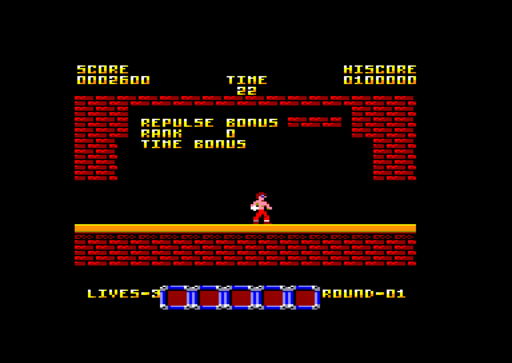 SCORE HISCORE
0002600 TIME 0100000
22
REPULSE BONUS
RANK 0
TIME BONUS
LIVES-3 ROUND-01